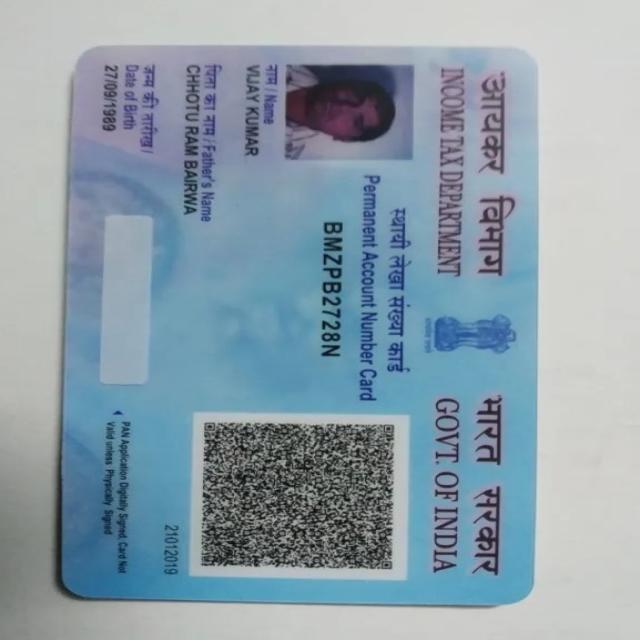 आयकर विभाग
INCOME TAX DEPARTMENT
भारत सरकार
GOVT. OF INDIA
स्थायी लेखा संख्या कार्ड
Permanent Account Number Card
BMZPB2728N
नाम / Name
VIJAY KUMAR
पिता का नाम / Father's Name
CHHOTU RAM BAIRWA
जन्म की तारीख /
Date of Birth
27/09/1989
21012019
PAN Application Digitally Signed, Card Not
Valid unless Physically Signed